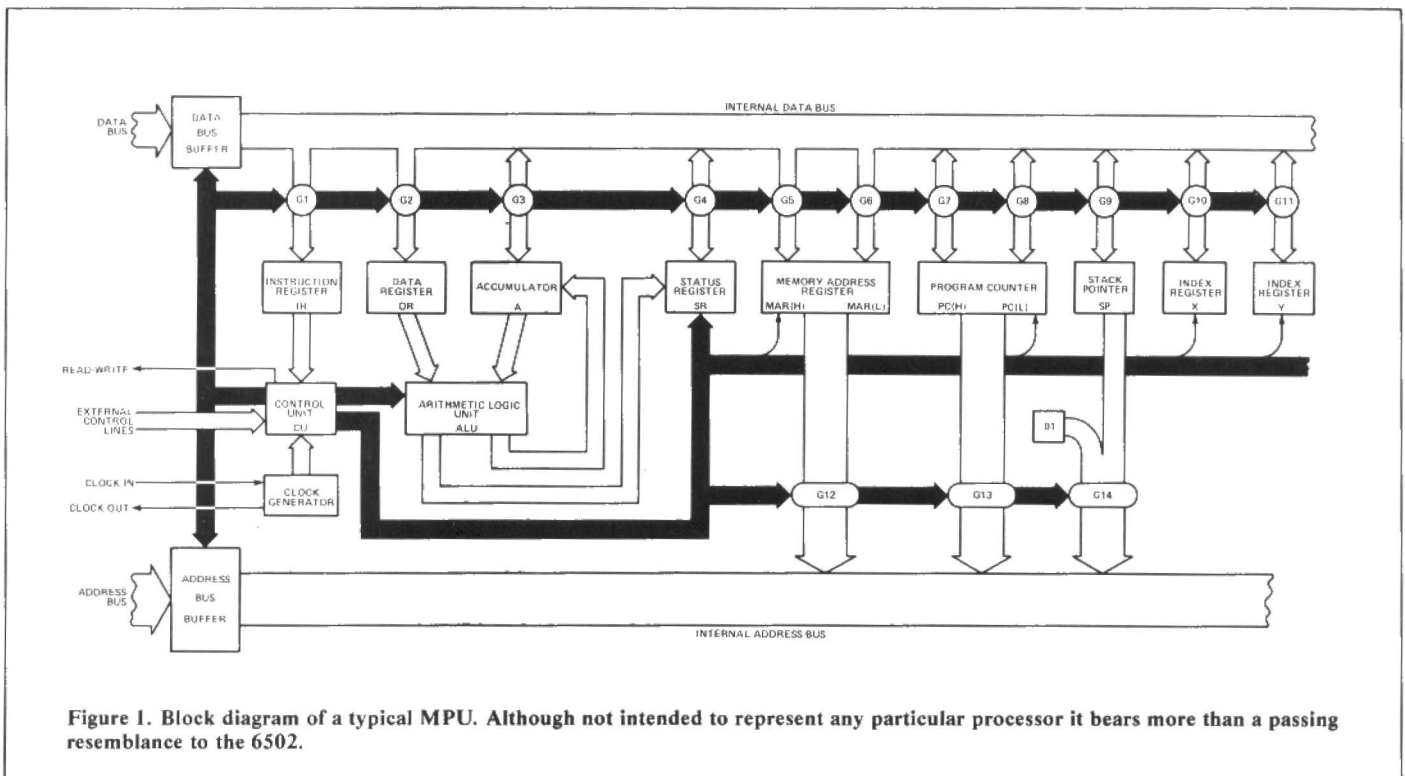 INTERNAL DATA BUS
DATA
BUS
DATA
BUS
BUFFER
G1
G2
G3
G4
G5
G6
G7
G8
G9
G10
G11
INSTRUCTION
REGISTER
IR
DATA
REGISTER
DR
ACCUMULATOR
A
STATUS
REGISTER
SR
MEMORY ADDRESS
REGISTER
MAR(H)
MAR(L)
PROGRAM COUNTER
PC(H)
PC(L)
STACK
POINTER
SP
INDEX
REGISTER
X
INDEX
REGISTER
Y
READ-WRITE
EXTERNAL
CONTROL
LINES
CONTROL
UNIT
CU
ARITHMETIC LOGIC
UNIT
ALU
01
CLOCK IN
CLOCK OUT
CLOCK
GENERATOR
G12
G13
G14
ADDRESS
BUS
ADDRESS
BUS
BUFFER
INTERNAL ADDRESS BUS
Figure 1. Block diagram of a typical MPU. Although not intended to represent any particular processor it bears more than a passing
resemblance to the 6502.